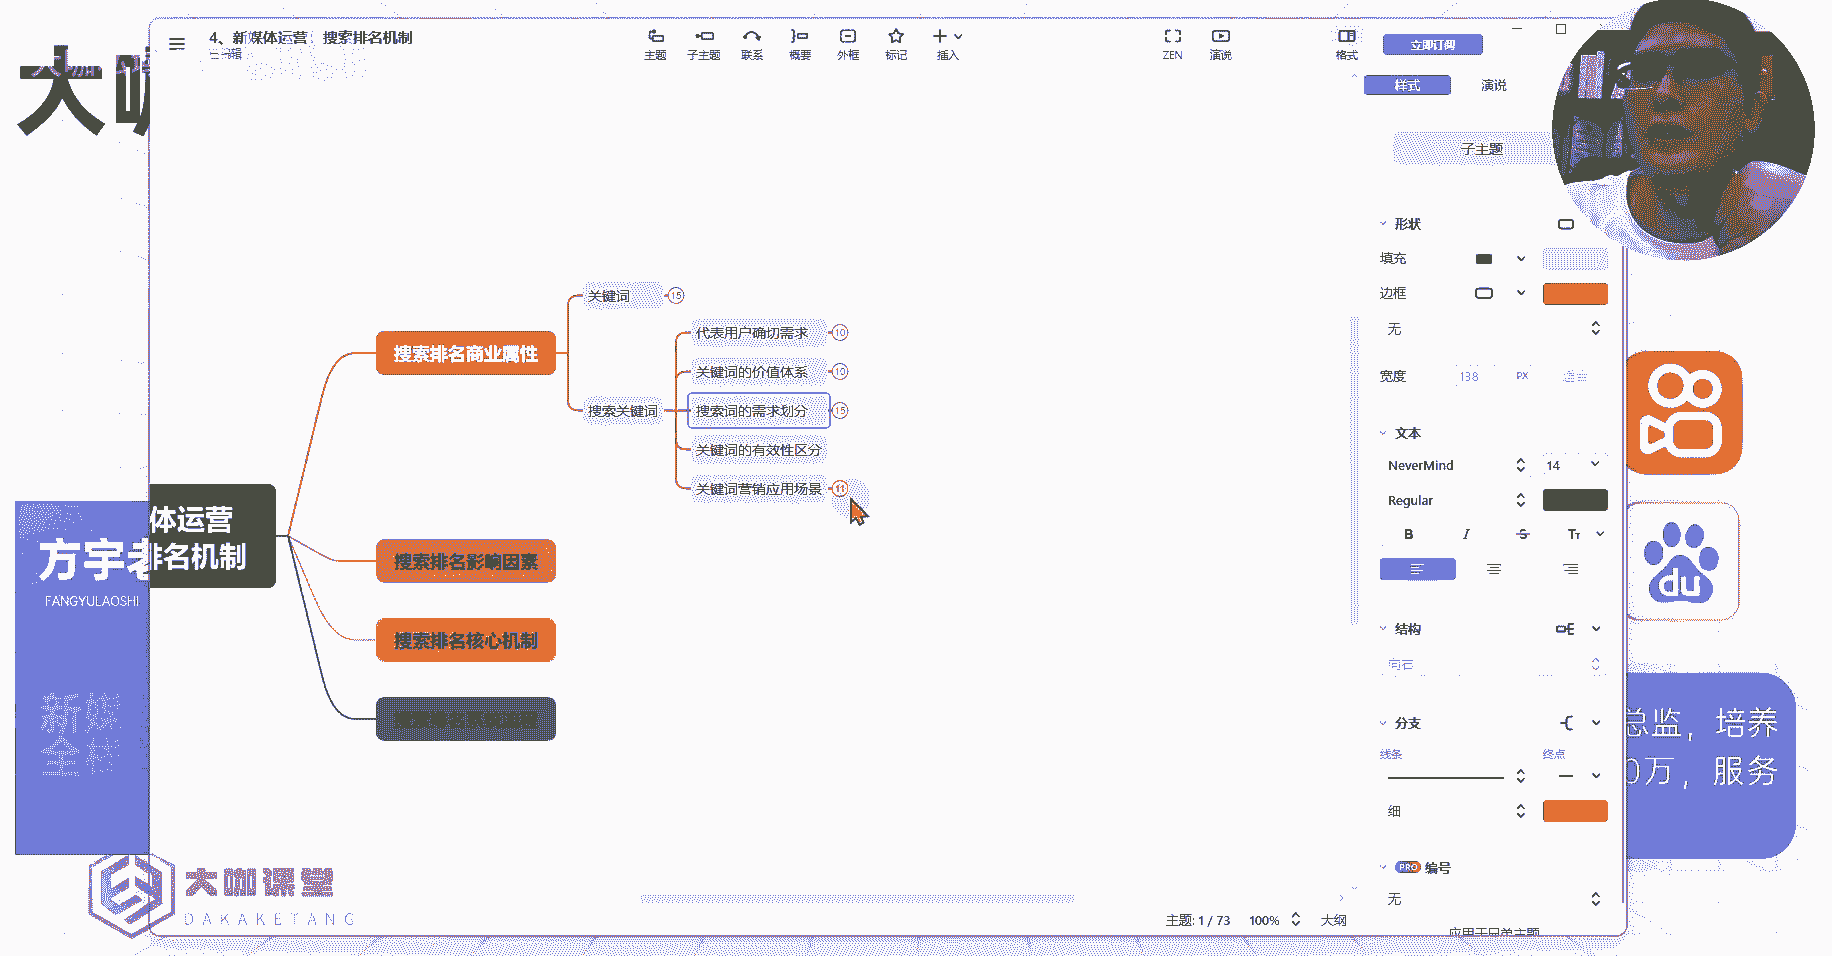 4、新媒体运营：搜索排名机制
已编辑
主题
子主题
联系
概要
外框
标记
插入
ZEN
演说
格式
立即订阅
样式
演说
子主题
形状
填充
边框
无
宽度
138
PX
文本
NeverMind
14
Regular
B
I
S
TT
结构
向右
分支
线条
终点
细
PRO 编号
无
应用于兄弟主题
体运营
排名机制
搜索排名商业属性
关键词
15
搜索关键词
代表用户确切需求
10
关键词的价值体系
10
搜索词的需求划分
15
关键词的有效性区分
关键词营销应用场景
11
搜索排名影响因素
搜索排名核心机制
主题: 1 / 73
100%
大纲
大咖
方宇老
FANGYULAOSHI
新媒
全栈
大咖课堂
DAKAKETANG
du
总监，培养
0万，服务